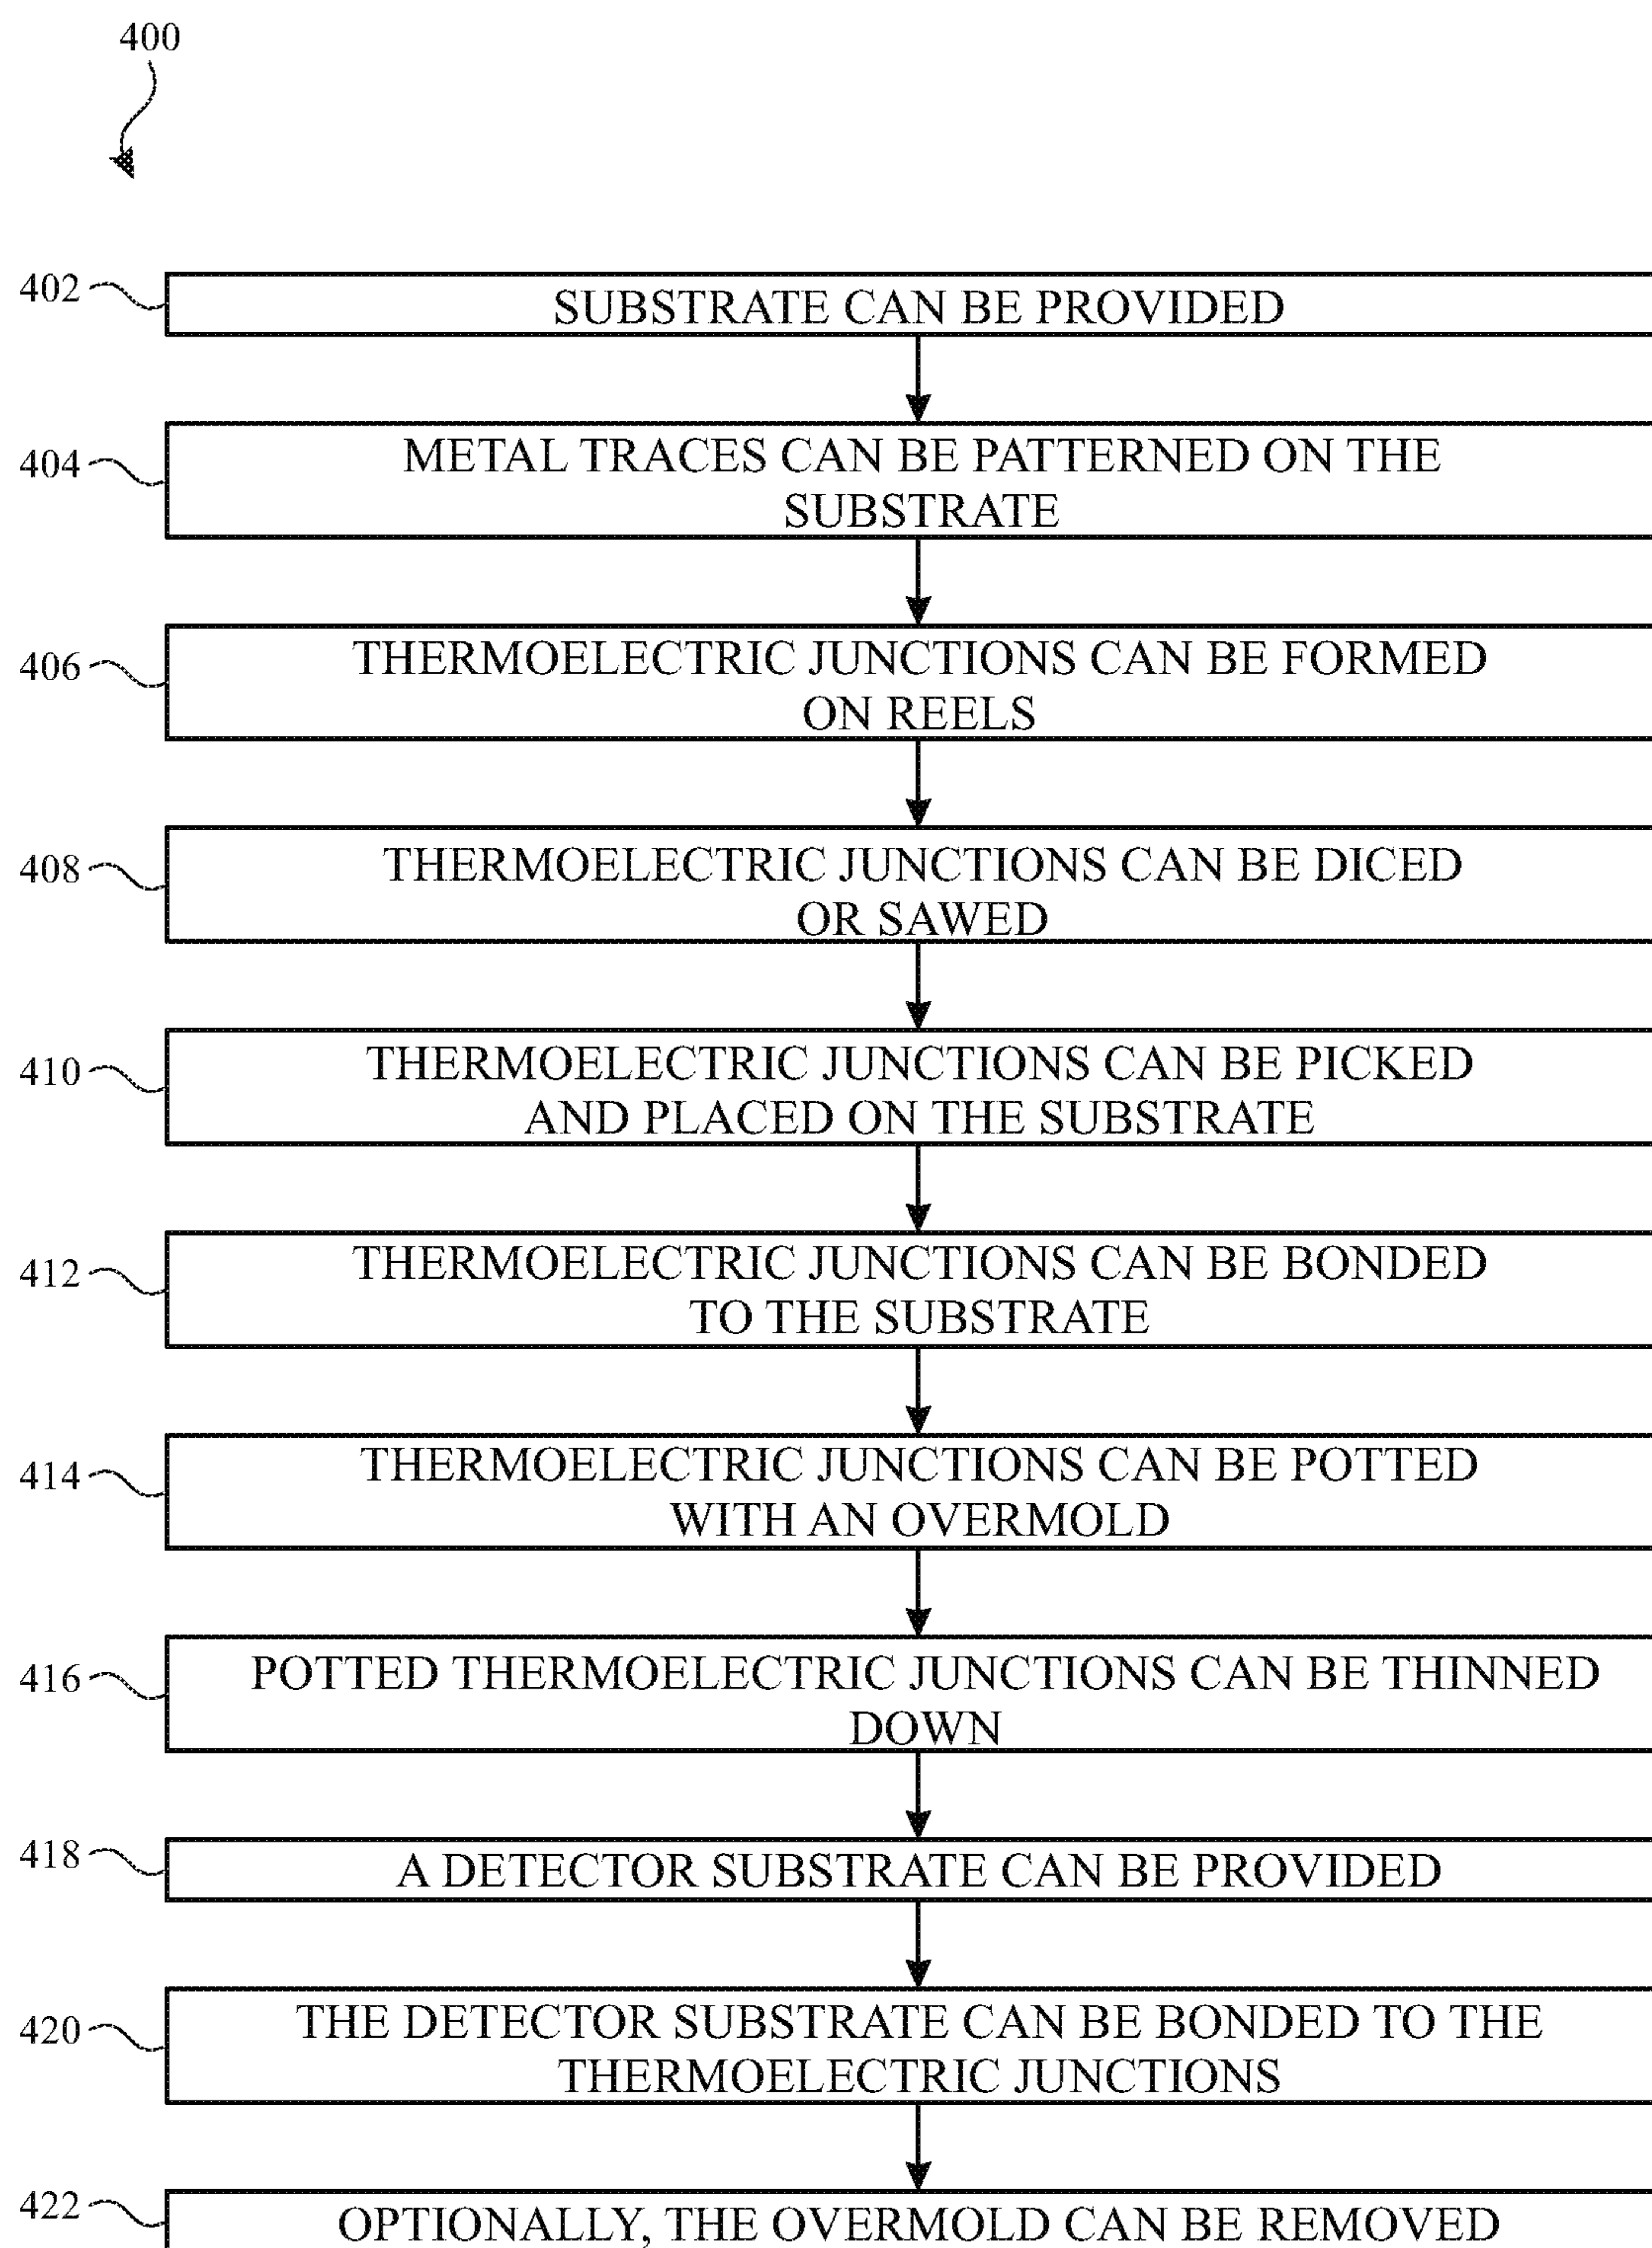 400
402
SUBSTRATE CAN BE PROVIDED
404
METAL TRACES CAN BE PATTERNED ON THE
SUBSTRATE
406
THERMOELECTRIC JUNCTIONS CAN BE FORMED
ON REELS
408
THERMOELECTRIC JUNCTIONS CAN BE DICED
OR SAWED
410
THERMOELECTRIC JUNCTIONS CAN BE PICKED
AND PLACED ON THE SUBSTRATE
412
THERMOELECTRIC JUNCTIONS CAN BE BONDED
TO THE SUBSTRATE
414
THERMOELECTRIC JUNCTIONS CAN BE POTTED
WITH AN OVERMOLD
416
POTTED THERMOELECTRIC JUNCTIONS CAN BE THINNED
DOWN
418
A DETECTOR SUBSTRATE CAN BE PROVIDED
420
THE DETECTOR SUBSTRATE CAN BE BONDED TO THE
THERMOELECTRIC JUNCTIONS
422
OPTIONALLY, THE OVERMOLD CAN BE REMOVED